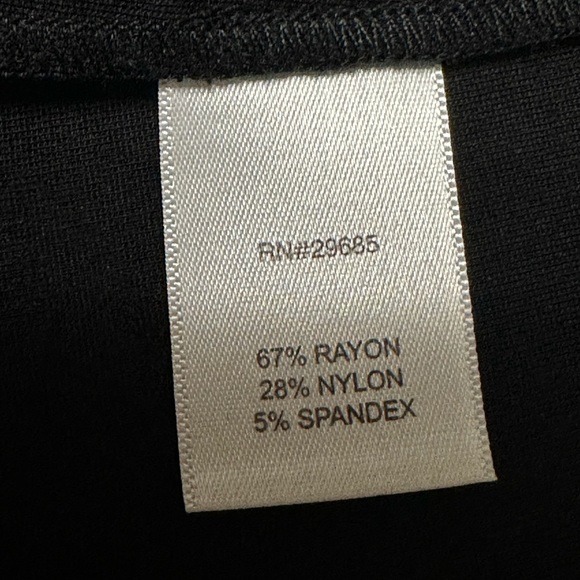 RN#29685
67% RAYON
28% NYLON
5% SPANDEX